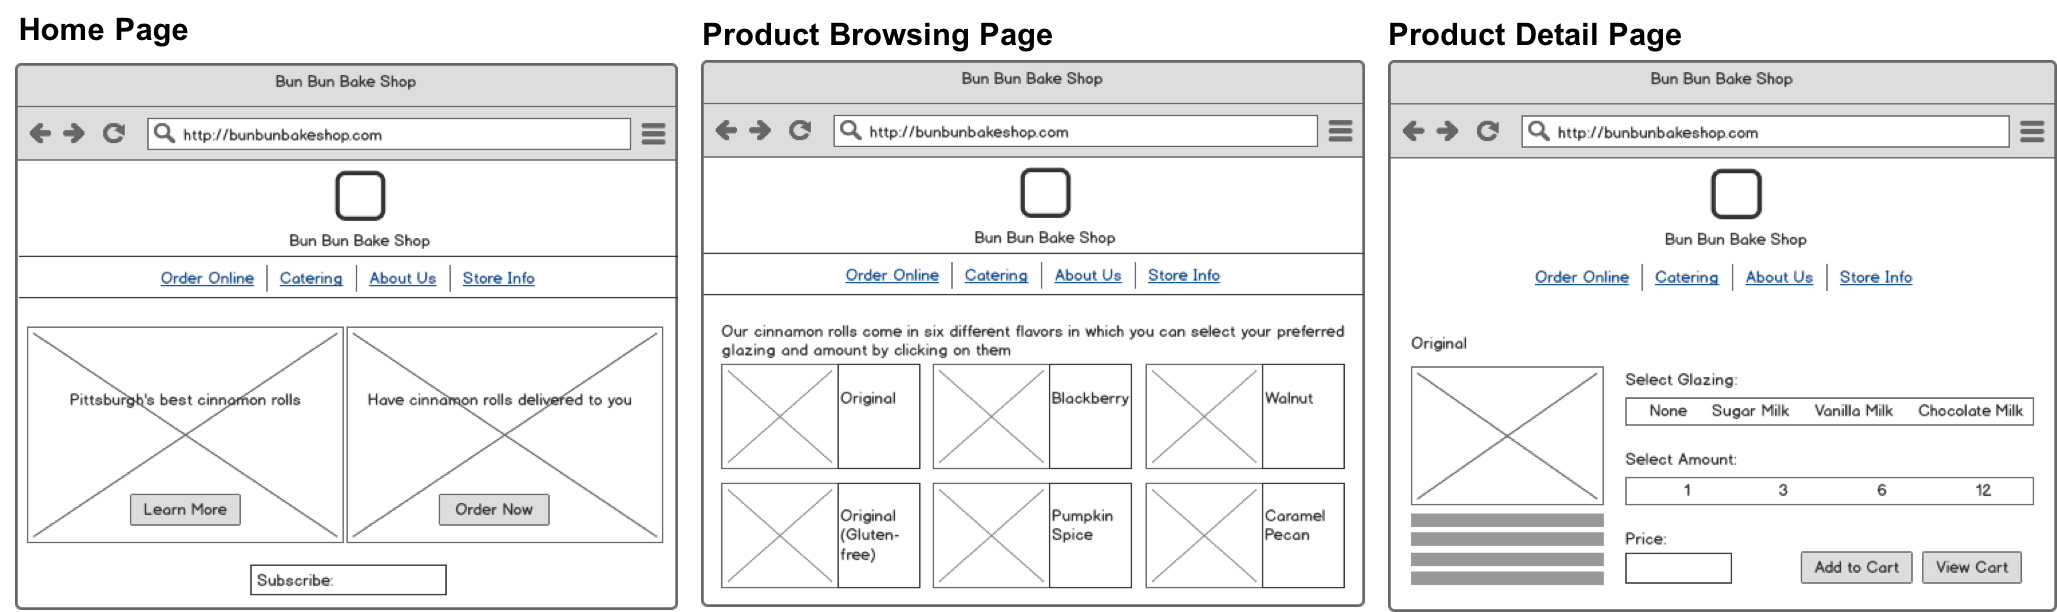 Home Page
Bun Bun Bake Shop
http://bunbunbakeshop.com
Bun Bun Bake Shop
Order Online Catering About Us Store Info
Pittsburgh's best cinnamon rolls
Learn More
Have cinnamon rolls delivered to you
Order Now
Subscribe:
Product Browsing Page
Bun Bun Bake Shop
http://bunbunbakeshop.com
Bun Bun Bake Shop
Order Online Catering About Us Store Info
Our cinnamon rolls come in six different flavors in which you can select your preferred
glazing and amount by clicking on them
Original
Blackberry
Walnut
Original
(Gluten-
free)
Pumpkin
Spice
Caramel
Pecan
Product Detail Page
Bun Bun Bake Shop
http://bunbunbakeshop.com
Bun Bun Bake Shop
Order Online Catering About Us Store Info
Original
Select Glazing:
None Sugar Milk Vanilla Milk Chocolate Milk
Select Amount:
1 3 6 12
Price:
Add to Cart View Cart